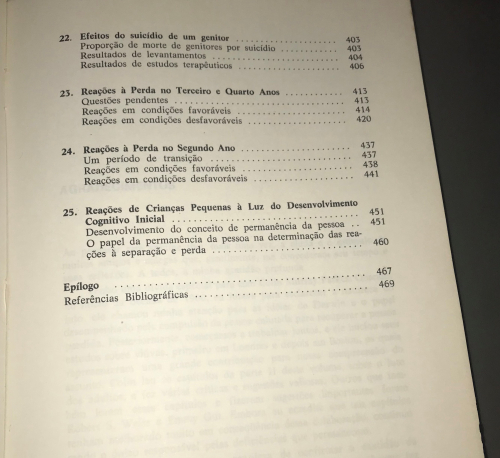 22. Efeitos do suicídio de um genitor .................... 403
Proporção de morte de genitores por suicídio ............ 403
Resultados de levantamentos ............................ 404
Resultados de estudos terapêuticos ...................... 406
23. Reações à Perda no Terceiro e Quarto Anos ............ 413
Questões pendentes .................................... 413
Reações em condições favoráveis ........................ 414
Reações em condições desfavoráveis ..................... 420
24. Reações à Perda no Segundo Ano ...................... 437
Um período de transição ................................ 437
Reações em condições favoráveis ........................ 438
Reações em condições desfavoráveis ..................... 441
25. Reações de Crianças Pequenas à Luz do Desenvolvimento
Cognitivo Inicial ...................................... 451
Desenvolvimento do conceito de permanência da pessoa .. 451
O papel da permanência da pessoa na determinação das rea-
ções à separação e perda ............................... 460
Epílogo ................................................ 467
Referências Bibliográficas .............................. 469